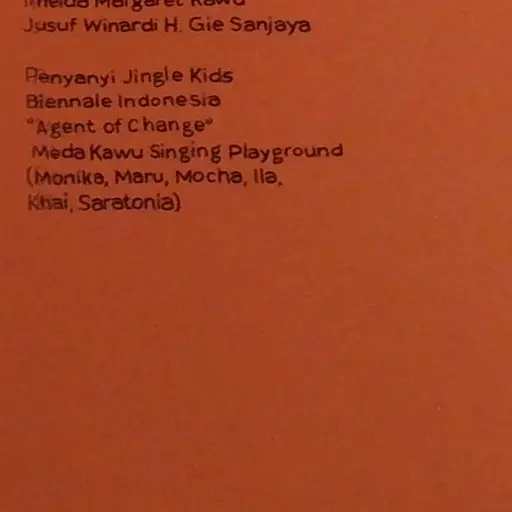 Imelda Margaret Kawu
Jusuf Winardi H. Gie Sanjaya
Penyanyi Jingle Kids
Biennale Indonesia
"Agent of Change"
Meda Kawu Singing Playground
(Monika, Maru, Mocha, Ila,
Khai, Saratonia)